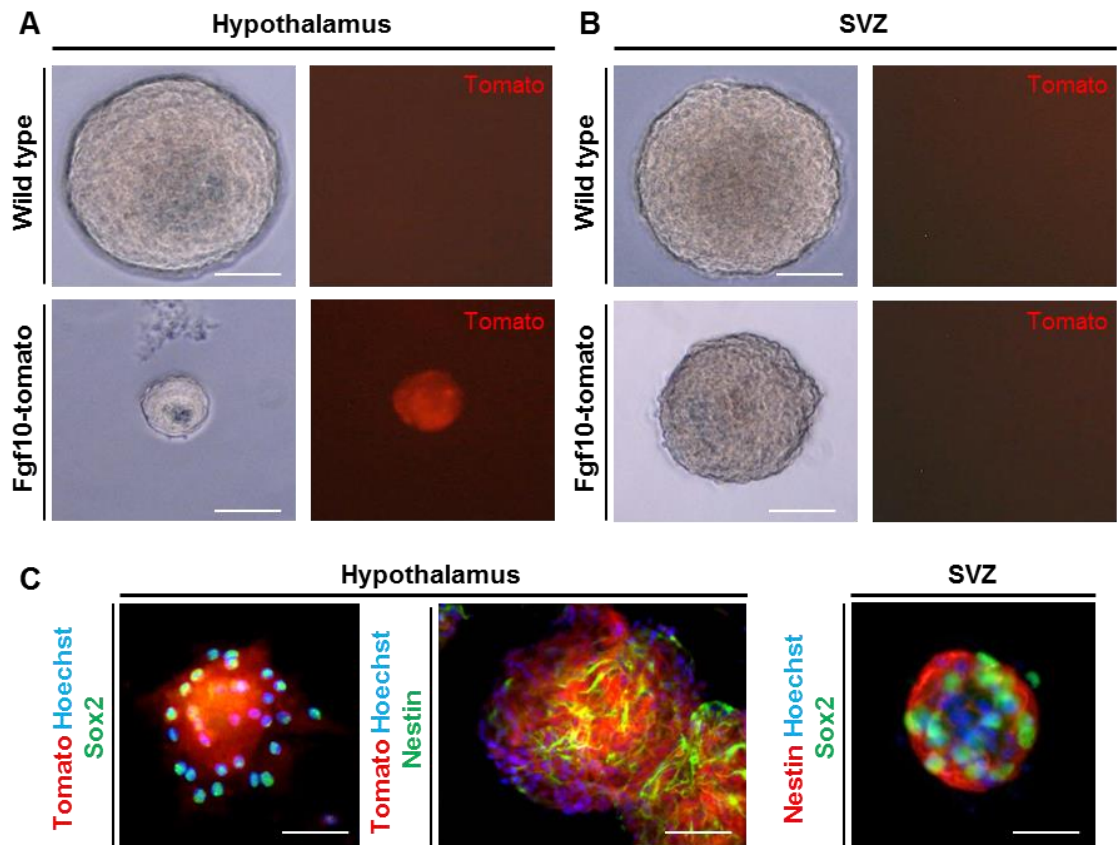 A
Hypothalamus
B
SVZ
Wild type
Tomato
Tomato
Fgf10-tomato
Tomato
Tomato
C
Hypothalamus
SVZ
Tomato Hoechst
Sox2
Tomato Hoechst
Nestin
Nestin Hoechst
Sox2
Wild type
Fgf10-tomato